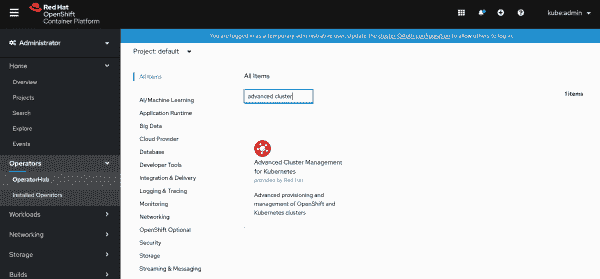 Red Hat
OpenShift
Container Platform
kube:admin
You are logged in as a temporary administrative user. Update the cluster OAuth configuration to allow others to log in.
Administrator
Project: default
Home
Overview
Projects
Search
Explore
Events
Operators
OperatorHub
Installed Operators
Workloads
Networking
Storage
Builds
All Items
AI/Machine Learning
Application Runtime
Big Data
Cloud Provider
Database
Developer Tools
Integration & Delivery
Logging & Tracing
Monitoring
Networking
OpenShift Optional
Security
Storage
Streaming & Messaging
All Items
advanced cluster
1 items
Advanced Cluster Management
for Kubernetes
provided by Red Hat
Advanced provisioning and
management of OpenShift and
Kubernetes clusters